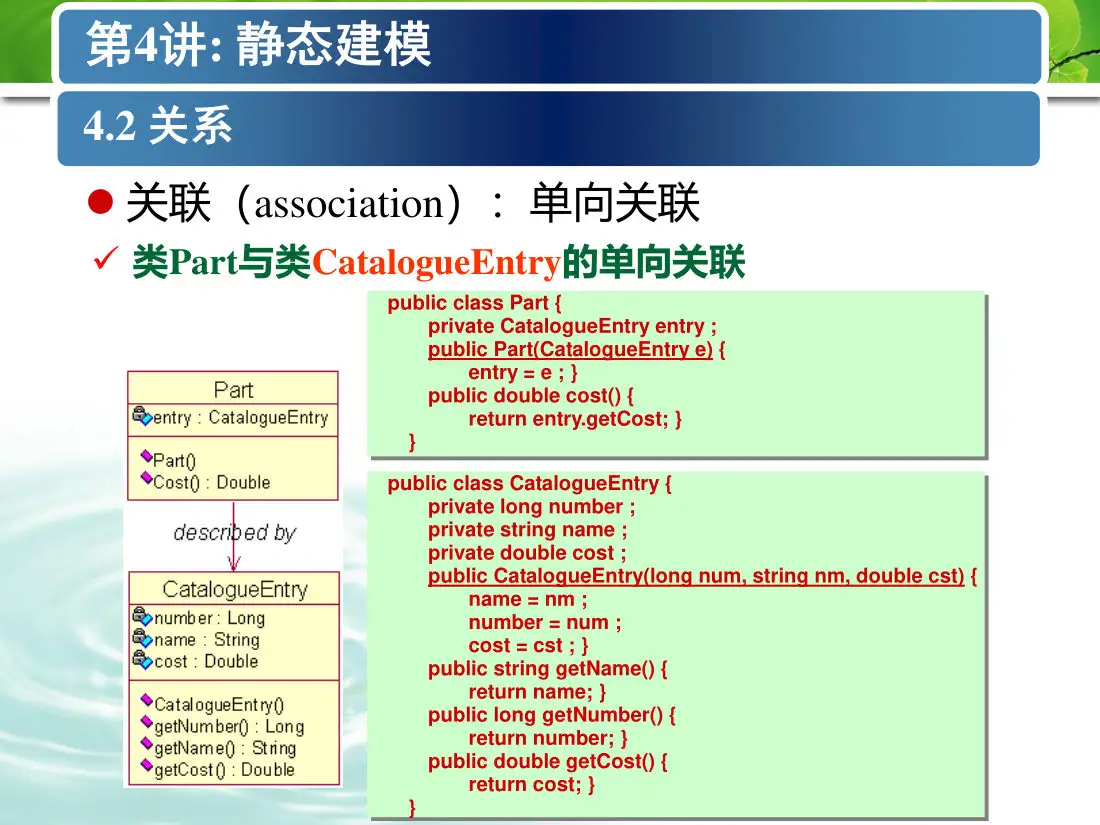 第4讲: 静态建模
4.2 关系
关联（association）： 单向关联
类Part与类CatalogueEntry的单向关联
public class Part {
private CatalogueEntry entry ;
public Part(CatalogueEntry e) {
entry = e ; }
public double cost() {
return entry.getCost; }
}
Part
entry : CatalogueEntry
Part()
Cost() : Double
described by
CatalogueEntry
number : Long
name : String
cost : Double
CatalogueEntry()
getNumber() : Long
getName() : String
getCost() : Double
public class CatalogueEntry {
private long number ;
private string name ;
private double cost ;
public CatalogueEntry(long num, string nm, double cst) {
name = nm ;
number = num ;
cost = cst ; }
public string getName() {
return name; }
public long getNumber() {
return number; }
public double getCost() {
return cost; }
}